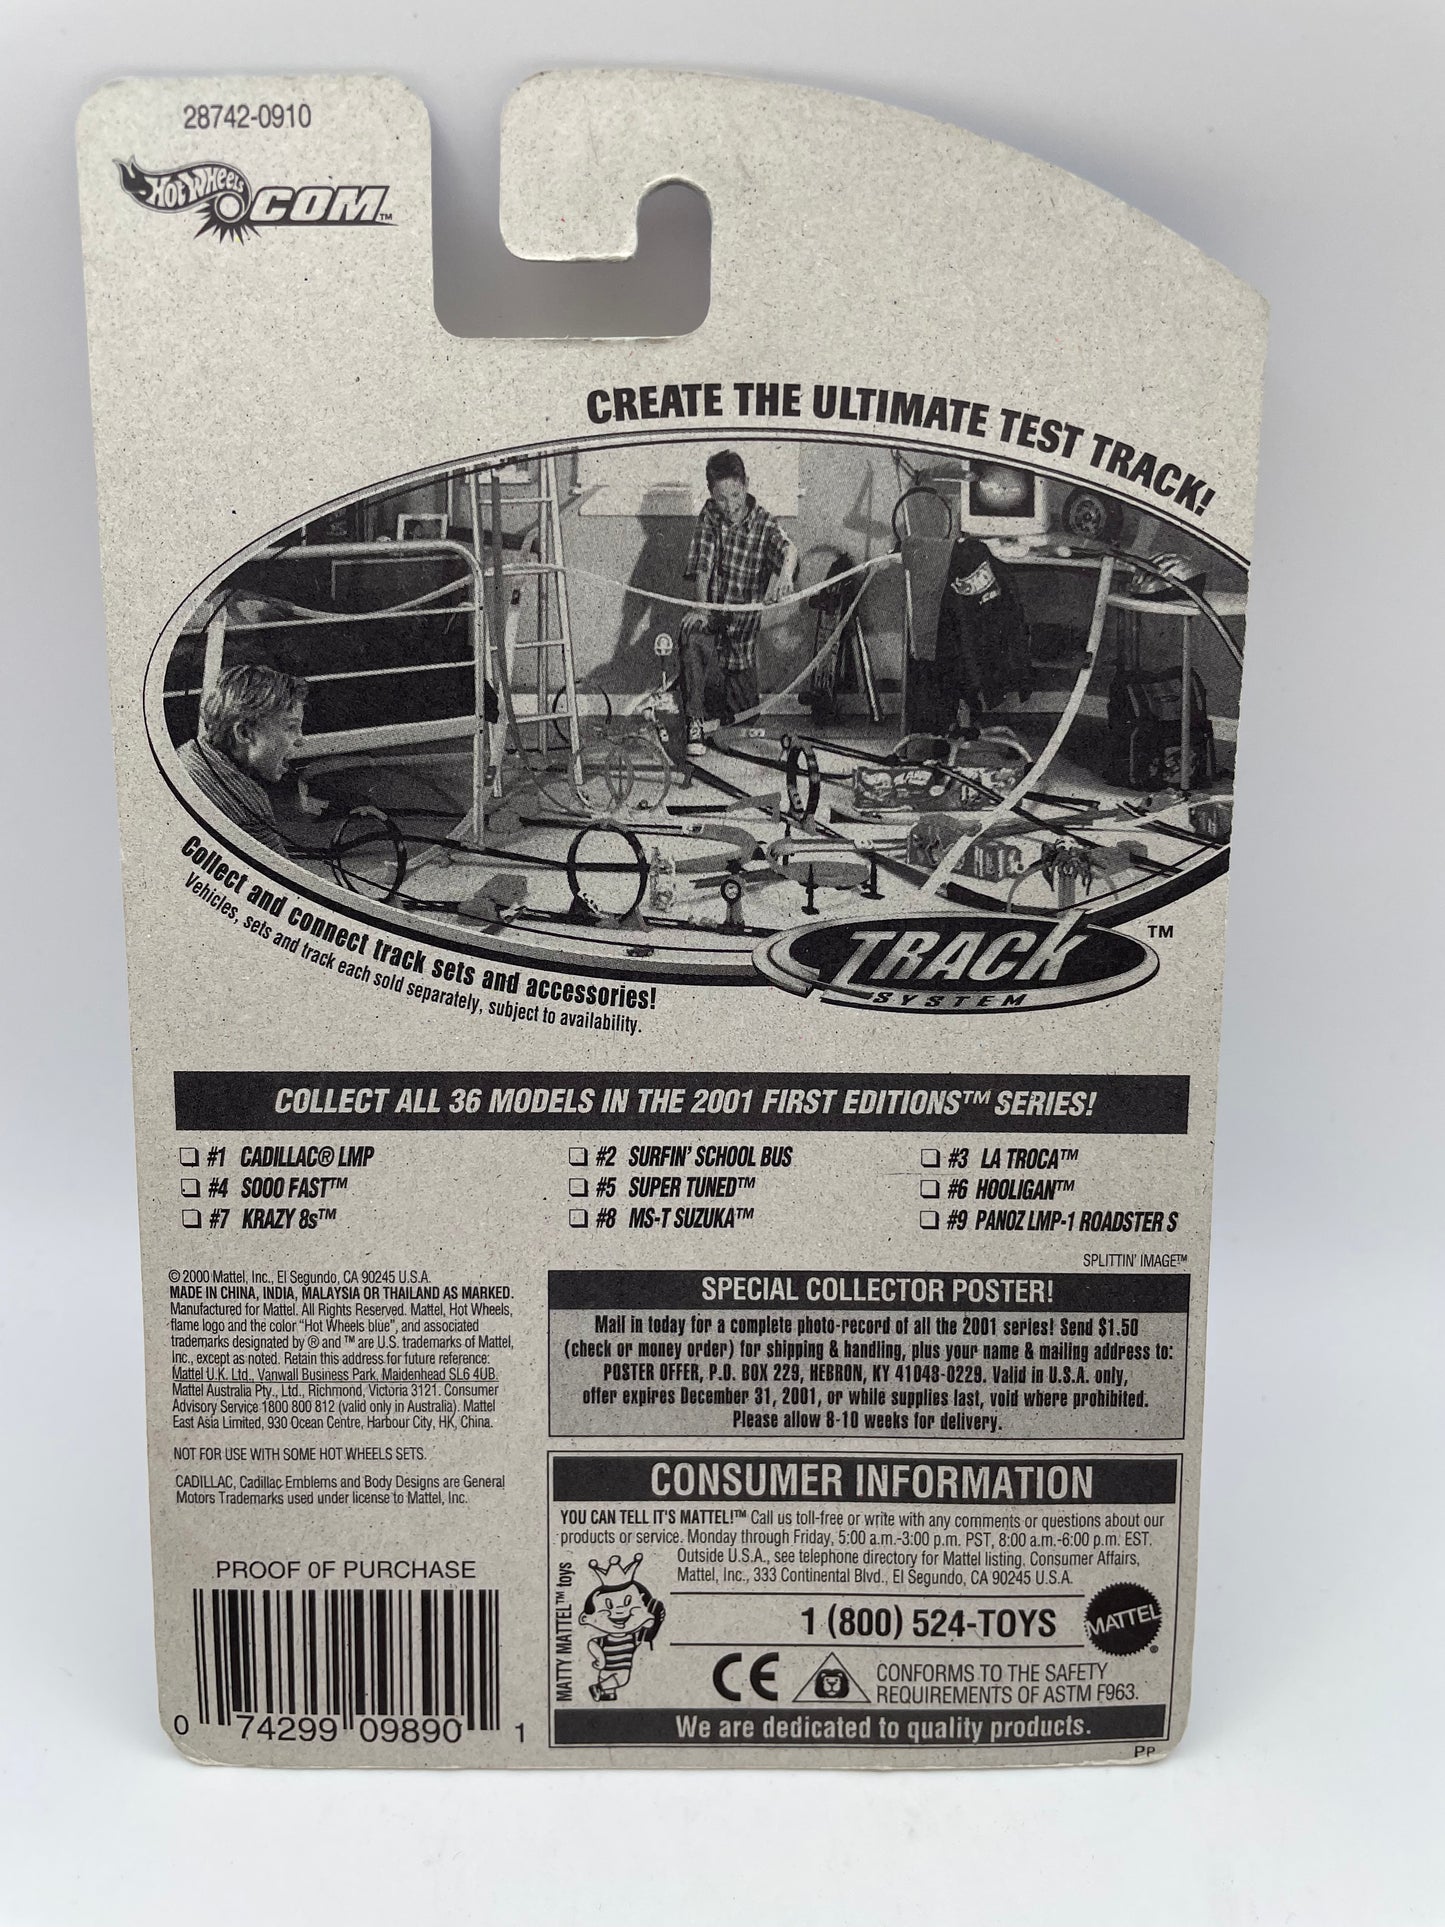 28742-0910
Hot Wheels .COM™
CREATE THE ULTIMATE TEST TRACK!
Collect and connect track sets and accessories!
Vehicles, sets and track each sold separately, subject to availability.
TRACK ™
SYSTEM
COLLECT ALL 36 MODELS IN THE 2001 FIRST EDITIONS™ SERIES!
#1 CADILLAC® LMP
#2 SURFIN' SCHOOL BUS
#3 LA TROCA™
#4 SOOO FAST™
#5 SUPER TUNED™
#6 HOOLIGAN™
#7 KRAZY 8s™
#8 MS-T SUZUKA™
#9 PANOZ LMP-1 ROADSTER S
SPLITTIN' IMAGE™
© 2000 Mattel, Inc., El Segundo, CA 90245 U.S.A.
MADE IN CHINA, INDIA, MALAYSIA OR THAILAND AS MARKED.
Manufactured for Mattel. All Rights Reserved. Mattel, Hot Wheels,
flame logo and the color "Hot Wheels blue", and associated
trademarks designated by ® and ™ are U.S. trademarks of Mattel,
Inc., except as noted. Retain this address for future reference:
Mattel U.K. Ltd., Vanwall Business Park, Maidenhead SL6 4UB.
Mattel Australia Pty., Ltd., Richmond, Victoria 3121. Consumer
Advisory Service 1800 800 812 (valid only in Australia). Mattel
East Asia Limited, 930 Ocean Centre, Harbour City, HK, China.
NOT FOR USE WITH SOME HOT WHEELS SETS.
CADILLAC, Cadillac Emblems and Body Designs are General
Motors Trademarks used under license to Mattel, Inc.
PROOF OF PURCHASE
0 74299 09890 1
SPECIAL COLLECTOR POSTER!
Mail in today for a complete photo-record of all the 2001 series! Send $1.50
(check or money order) for shipping & handling, plus your name & mailing address to:
POSTER OFFER, P.O. BOX 229, HEBRON, KY 41048-0229. Valid in U.S.A. only,
offer expires December 31, 2001, or while supplies last, void where prohibited.
Please allow 8-10 weeks for delivery.
CONSUMER INFORMATION
YOU CAN TELL IT'S MATTEL!™ Call us toll-free or write with any comments or questions about our
products or service. Monday through Friday, 5:00 a.m.-3:00 p.m. PST, 8:00 a.m.-6:00 p.m. EST.
Outside U.S.A., see telephone directory for Mattel listing. Consumer Affairs,
Mattel, Inc., 333 Continental Blvd., El Segundo, CA 90245 U.S.A.
MATTY MATTEL™ toys
1 (800) 524-TOYS
MATTEL®
CE
CONFORMS TO THE SAFETY
REQUIREMENTS OF ASTM F963.
We are dedicated to quality products.
PP